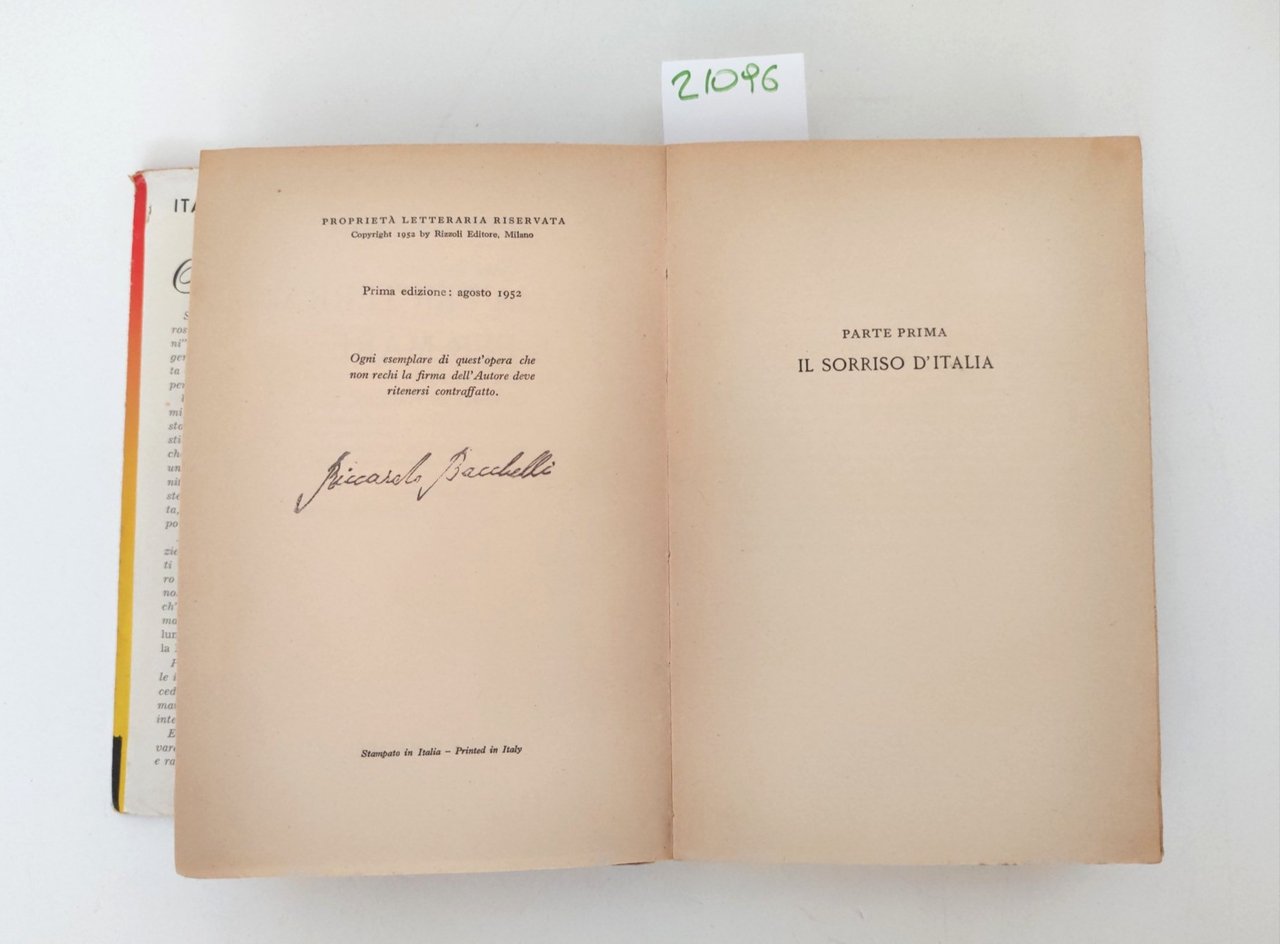 21096
PROPRIETÀ LETTERARIA RISERVATA
Copyright 1952 by Rizzoli Editore, Milano
Prima edizione: agosto 1952
Ogni esemplare di quest'opera che
non rechi la firma dell'Autore deve
ritenersi contraffatto.
Riccardo Bacchelli
Stampato in Italia – Printed in Italy
PARTE PRIMA
IL SORRISO D'ITALIA